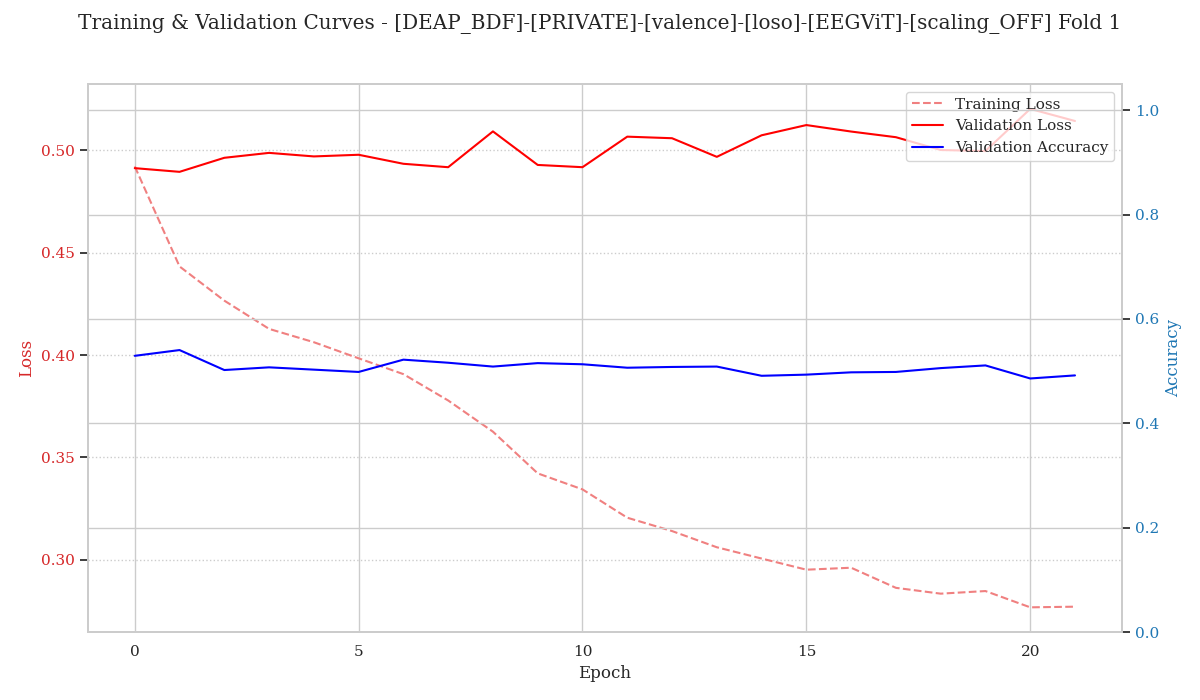 Training & Validation Curves - [DEAP_BDF]-[PRIVATE]-[valence]-[loso]-[EEGViT]-[scaling_OFF] Fold 1
Training Loss
Validation Loss
Validation Accuracy
0.50
0.45
0.40
0.35
0.30
Loss
1.0
0.8
0.6
0.4
0.2
0.0
Accuracy
0 5 10 15 20
Epoch